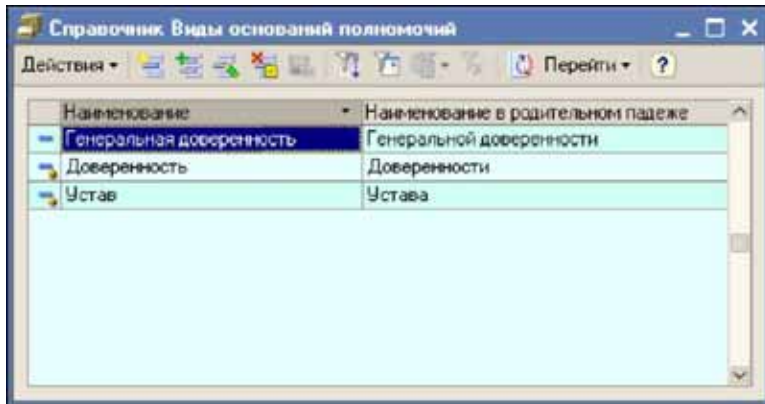 Справочник Виды оснований полномочий
Действия Перейти ?
Наименование Наименование в родительном падеже
Генеральная доверенность Генеральной доверенности
Доверенность Доверенности
Устав Устава